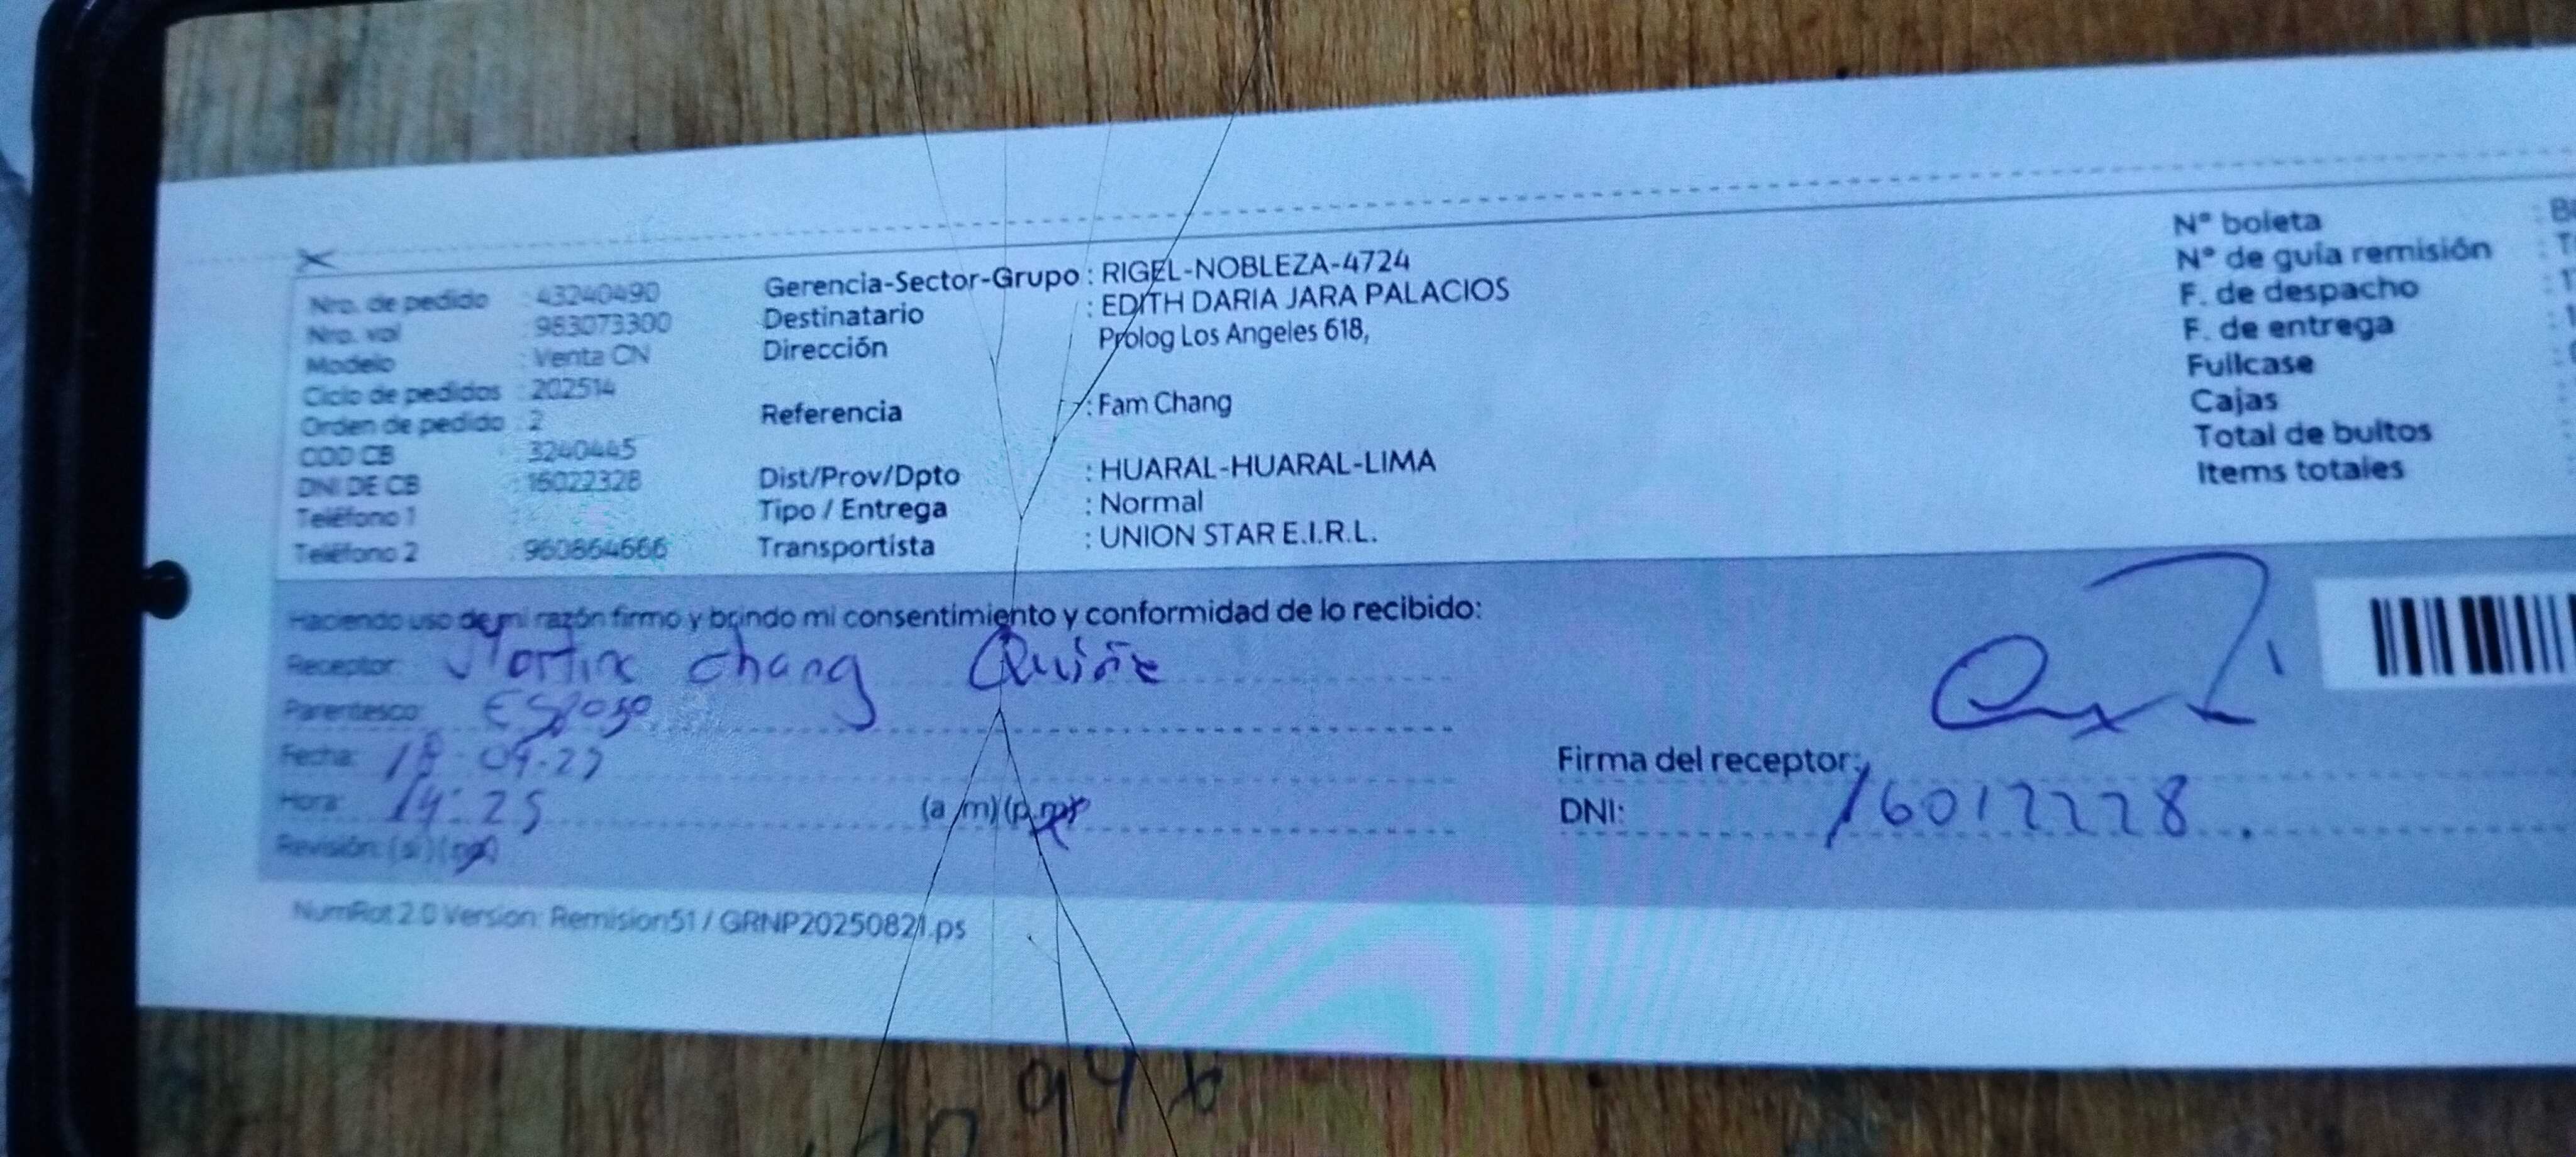 Nro. de pedido : 43240490
Nro. val : 963073300
Modelo : Venta CN
Ciclo de pedidos : 202514
Orden de pedido : 2
COD CB 3240445
DNI DE CB : 16022328
Teléfono 1 :
Teléfono 2 : 960864666
Gerencia-Sector-Grupo : RIGEL-NOBLEZA-4724
Destinatario : EDITH DARIA JARA PALACIOS
Dirección Prolog Los Angeles 618,
Referencia : Fam Chang
Dist/Prov/Dpto : HUARAL-HUARAL-LIMA
Tipo / Entrega : Normal
Transportista : UNION STAR E.I.R.L.
N° boleta
N° de guía remisión
F. de despacho
F. de entrega
Fullcase
Cajas
Total de bultos
Items totales
Haciendo uso de mi razón firmo y brindo mi consentimiento y conformidad de lo recibido:
Receptor: Martin Chang
Parentesco: Esposo
Fecha:
Hora: 14:25 (a.m)(p.m)
Revisión: (si) (no)
Firma del receptor:
DNI: 16012228
NumRot 2.0 Version: Remision51 / GRNP20250821.ps